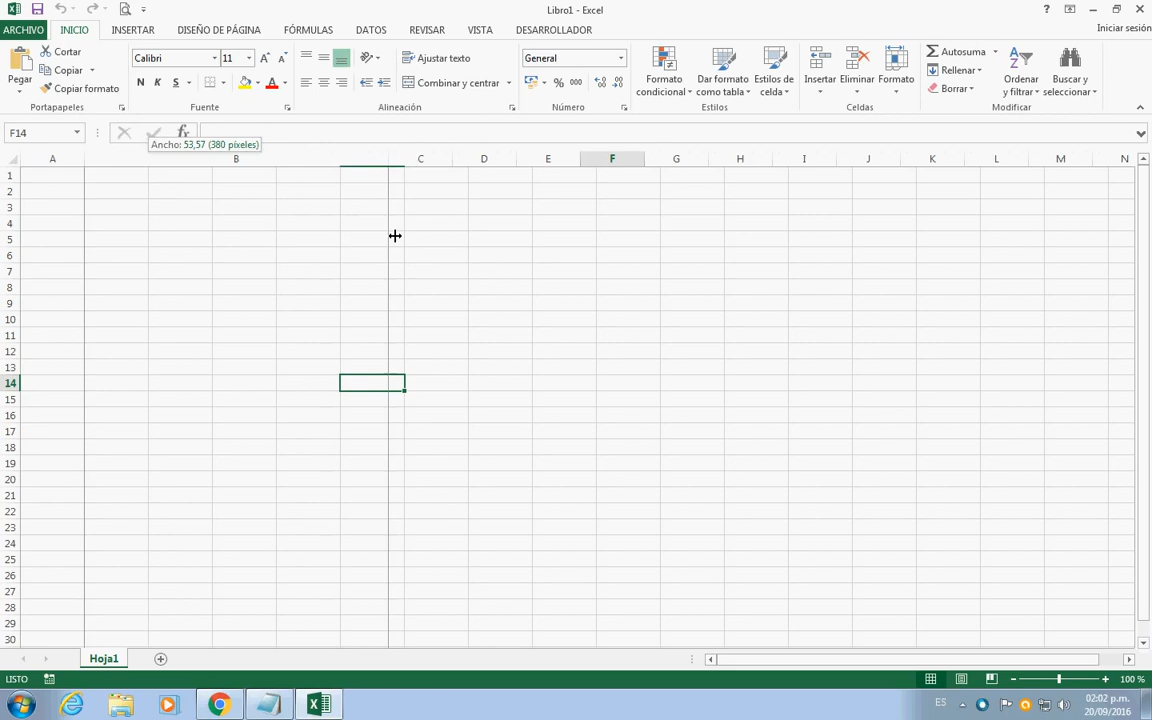 Libro1 - Excel
ARCHIVO INICIO INSERTAR DISEÑO DE PÁGINA FÓRMULAS DATOS REVISAR VISTA DESARROLLADOR Iniciar sesión
Pegar
Cortar
Copiar
Copiar formato
Portapapeles
Calibri 11
N K S
A A
Fuente
Ajustar texto
Combinar y centrar
Alineación
General
% 000
Número
Formato condicional
Dar formato como tabla
Estilos de celda
Estilos
Insertar
Eliminar
Formato
Celdas
Autosuma
Rellenar
Borrar
Ordenar y filtrar
Buscar y seleccionar
Modificar
F14
fx
Ancho: 53,57 (380 píxeles)
A B C D E F G H I J K L M N
1
2
3
4
5
6
7
8
9
10
11
12
13
14
15
16
17
18
19
20
21
22
23
24
25
26
27
28
29
30
Hoja1
LISTO
100 %
ES
02:02 p.m.
20/09/2016